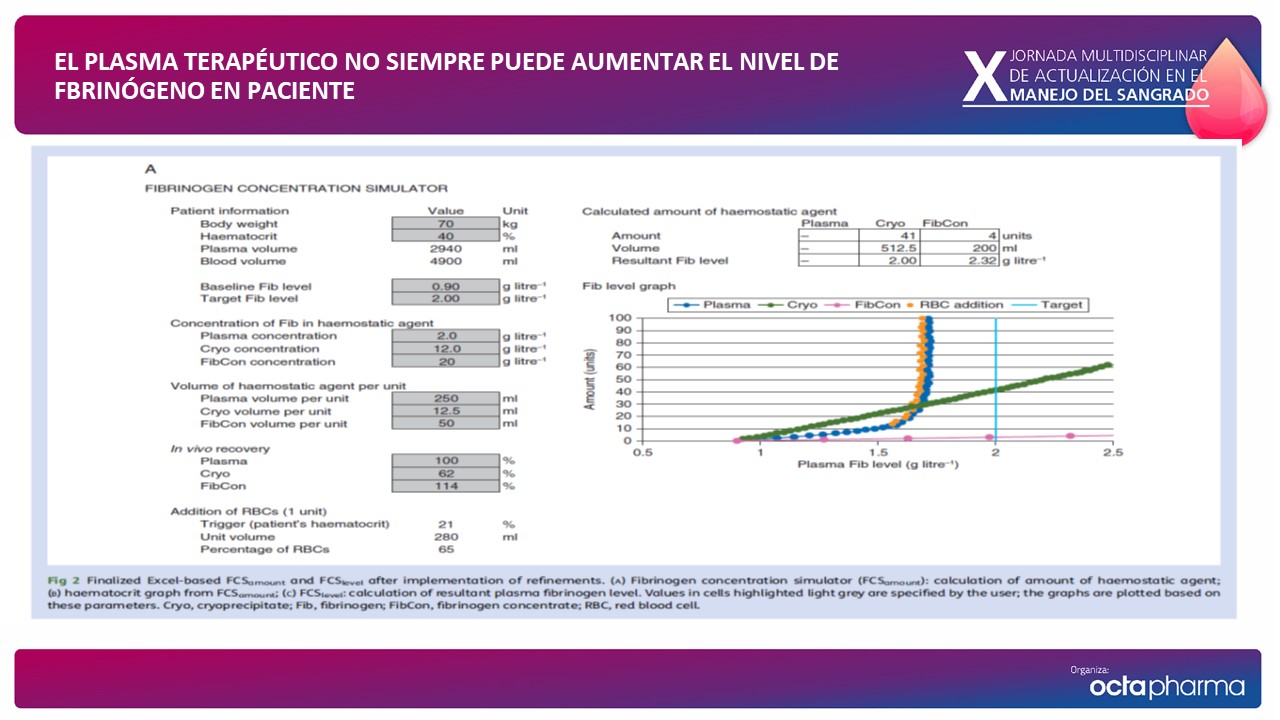 EL PLASMA TERAPÉUTICO NO SIEMPRE PUEDE AUMENTAR EL NIVEL DE
FBRINÓGENO EN PACIENTE
X JORNADA MULTIDISCIPLINAR
DE ACTUALIZACIÓN EN EL
MANEJO DEL SANGRADO
A
FIBRINOGEN CONCENTRATION SIMULATOR
Patient information Value Unit
Body weight 70 kg
Haematocrit 40 %
Plasma volume 2940 ml
Blood volume 4900 ml
Baseline Fib level 0.90 g litre⁻¹
Target Fib level 2.00 g litre⁻¹
Concentration of Fib in haemostatic agent
Plasma concentration 2.0 g litre⁻¹
Cryo concentration 12.0 g litre⁻¹
FibCon concentration 20 g litre⁻¹
Volume of haemostatic agent per unit
Plasma volume per unit 250 ml
Cryo volume per unit 12.5 ml
FibCon volume per unit 50 ml
In vivo recovery
Plasma 100 %
Cryo 62 %
FibCon 114 %
Addition of RBCs (1 unit)
Trigger (patient's haematocrit) 21 %
Unit volume 280 ml
Percentage of RBCs 65
Calculated amount of haemostatic agent
Plasma Cryo FibCon
Amount – 41 4 units
Volume – 512.5 200 ml
Resultant Fib level – 2.00 2.32 g litre⁻¹
Fib level graph
Plasma Cryo FibCon RBC addition Target
100
90
80
70
60
50
40
30
20
10
0
Amount (units)
0.5 1 1.5 2 2.5
Plasma Fib level (g litre⁻¹)
Fig 2 Finalized Excel-based FCSamount and FCSlevel after implementation of refinements. (A) Fibrinogen concentration simulator (FCSamount): calculation of amount of haemostatic agent;
(B) haematocrit graph from FCSamount; (C) FCSlevel: calculation of resultant plasma fibrinogen level. Values in cells highlighted light grey are specified by the user; the graphs are plotted based on
these parameters. Cryo, cryoprecipitate; Fib, fibrinogen; FibCon, fibrinogen concentrate; RBC, red blood cell.
Organiza:
octapharma